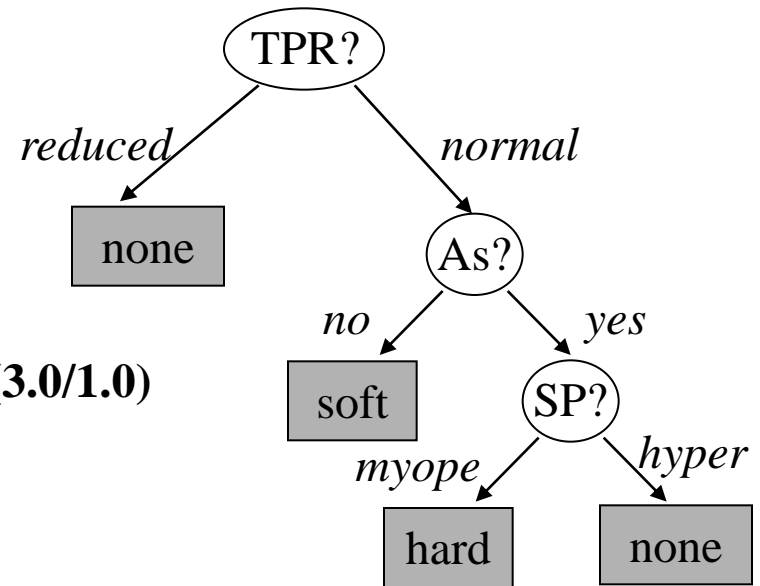 TPR?
reduced
normal
none
As?
no
yes
(3.0/1.0)
soft
SP?
myope
hyper
hard
none